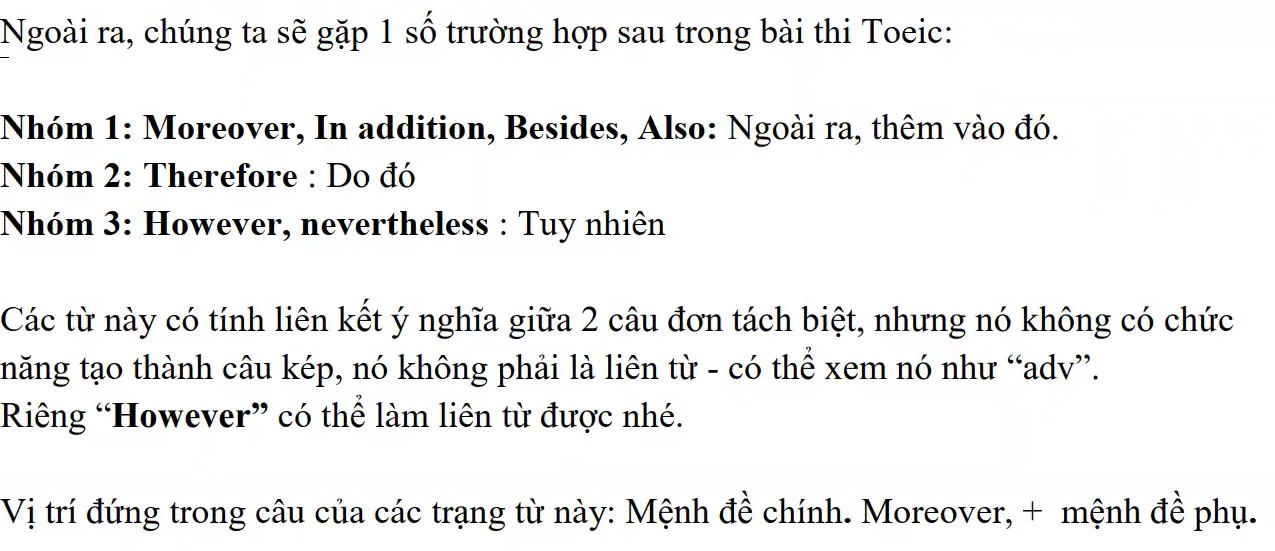 Ngoài ra, chúng ta sẽ gặp 1 số trường hợp sau trong bài thi Toeic:
Nhóm 1: Moreover, In addition, Besides, Also: Ngoài ra, thêm vào đó.
Nhóm 2: Therefore : Do đó
Nhóm 3: However, nevertheless : Tuy nhiên
Các từ này có tính liên kết ý nghĩa giữa 2 câu đơn tách biệt, nhưng nó không có chức
năng tạo thành câu kép, nó không phải là liên từ - có thể xem nó như “adv”.
Riêng “However” có thể làm liên từ được nhé.
Vị trí đứng trong câu của các trạng từ này: Mệnh đề chính. Moreover, + mệnh đề phụ.